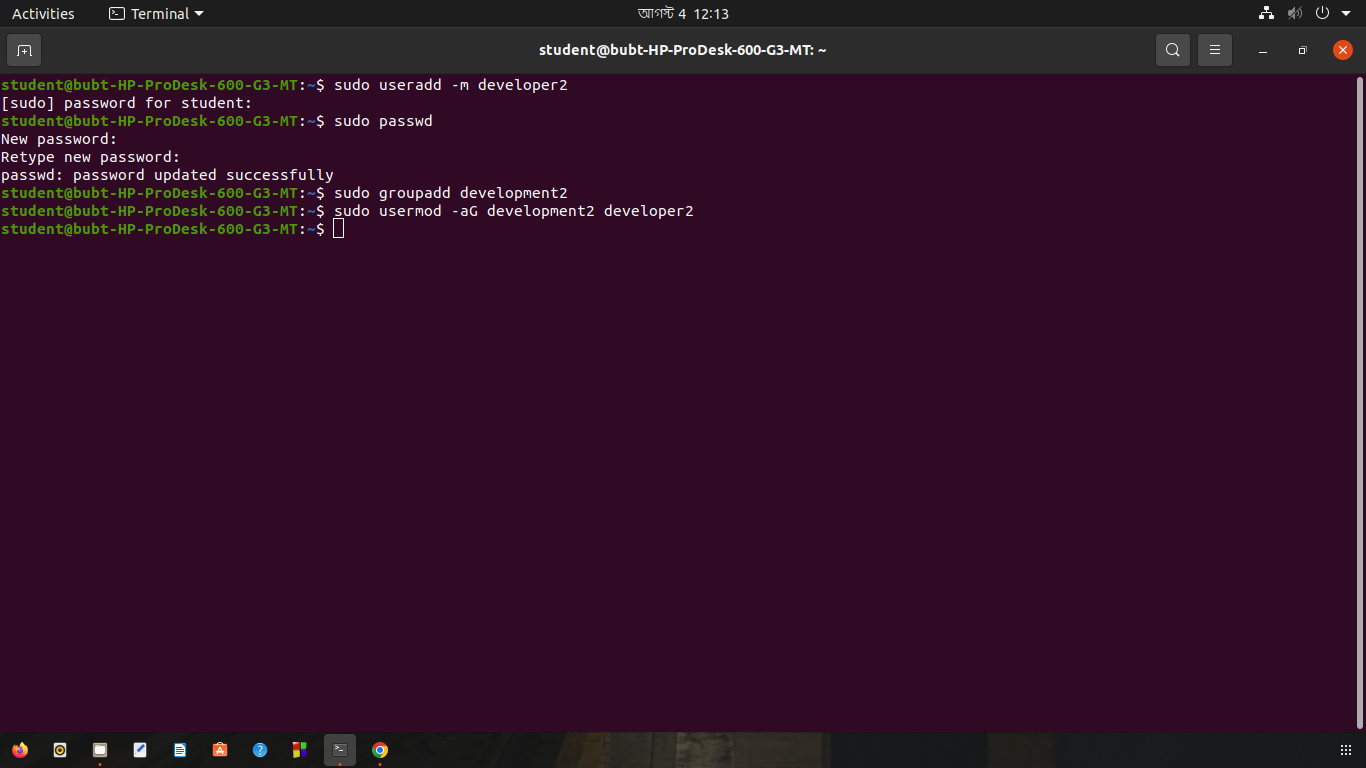 Activities Terminal আগস্ট 4 12:13
student@bubt-HP-ProDesk-600-G3-MT: ~
student@bubt-HP-ProDesk-600-G3-MT:~$ sudo useradd -m developer2
[sudo] password for student:
student@bubt-HP-ProDesk-600-G3-MT:~$ sudo passwd
New password:
Retype new password:
passwd: password updated successfully
student@bubt-HP-ProDesk-600-G3-MT:~$ sudo groupadd development2
student@bubt-HP-ProDesk-600-G3-MT:~$ sudo usermod -aG development2 developer2
student@bubt-HP-ProDesk-600-G3-MT:~$